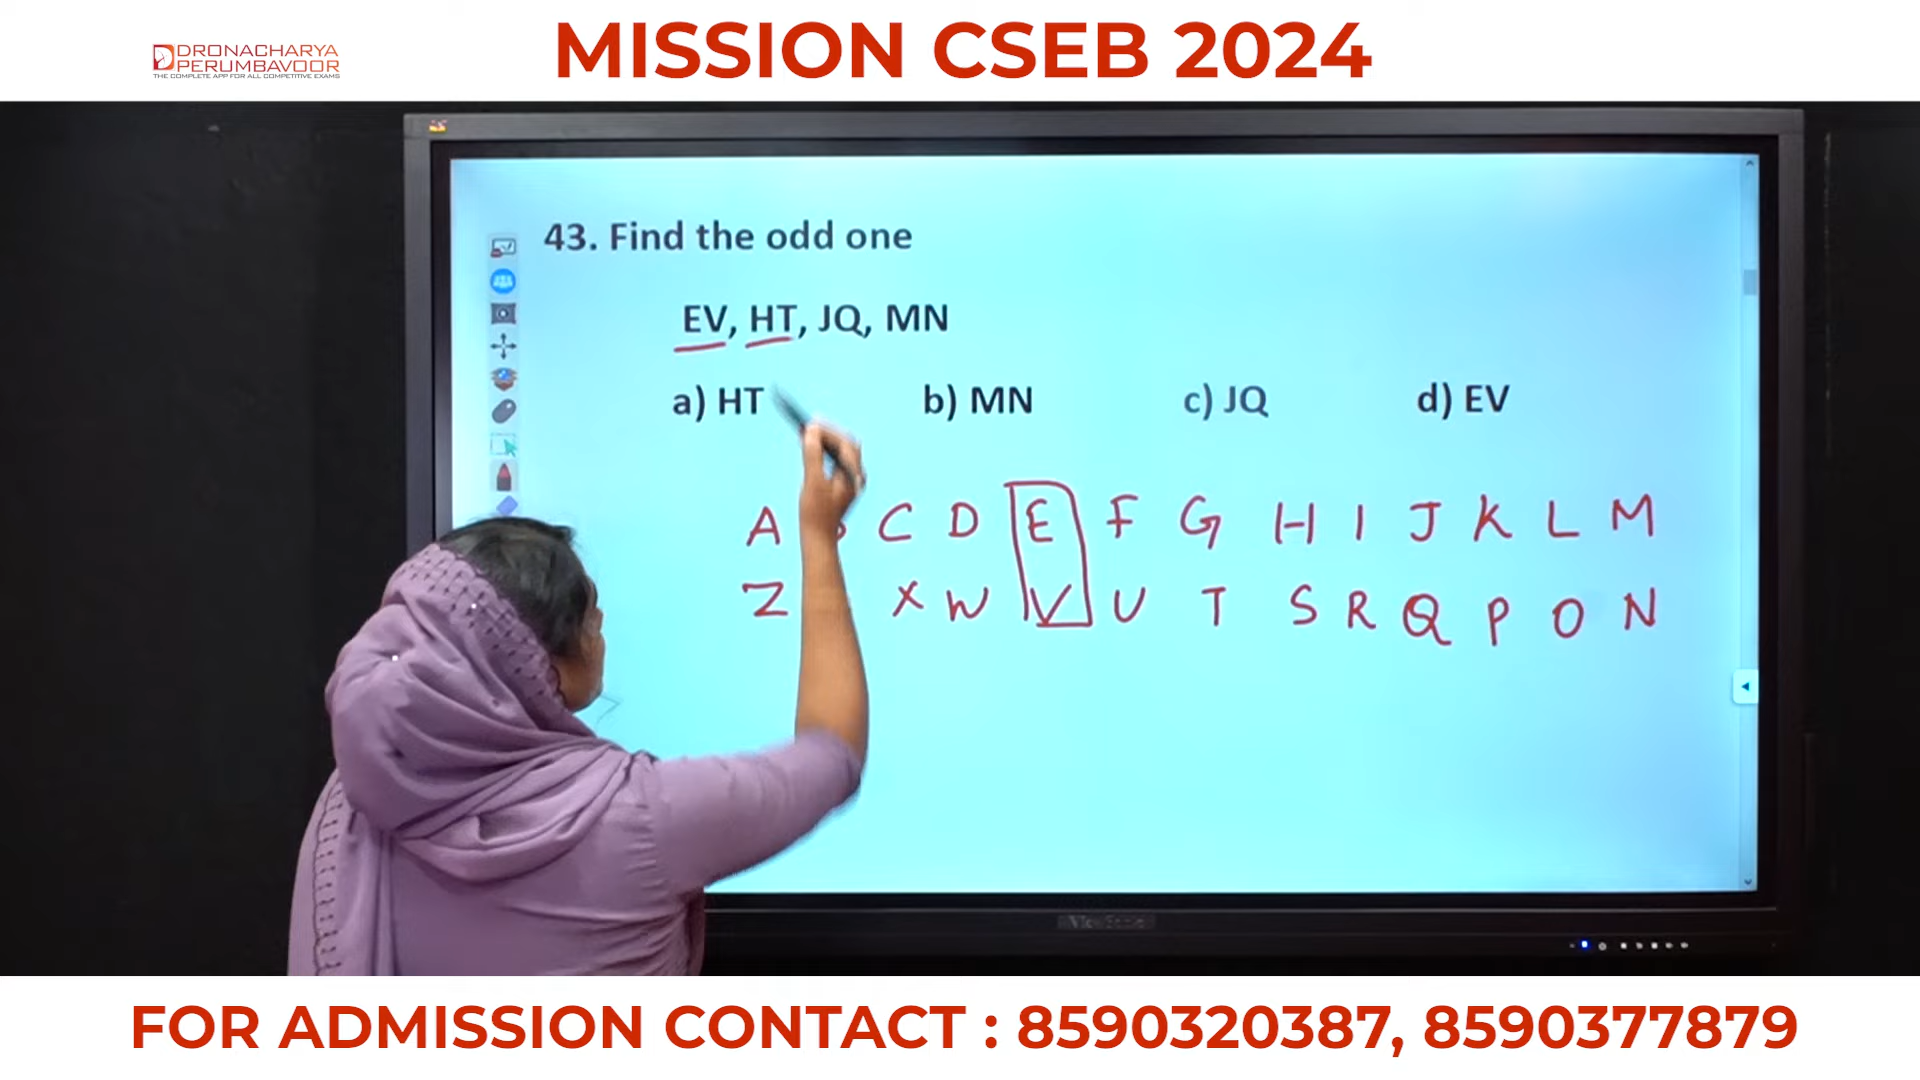 DRONACHARYA
PERUMBAVOOR
THE COMPLETE APP FOR ALL COMPETITIVE EXAMS
MISSION CSEB 2024
43. Find the odd one
EV, HT, JQ, MN
a) HT b) MN c) JQ d) EV
A C D E F G H I J K L M
Z X W V U T S R Q P O N
ViewSonic
FOR ADMISSION CONTACT : 8590320387, 8590377879